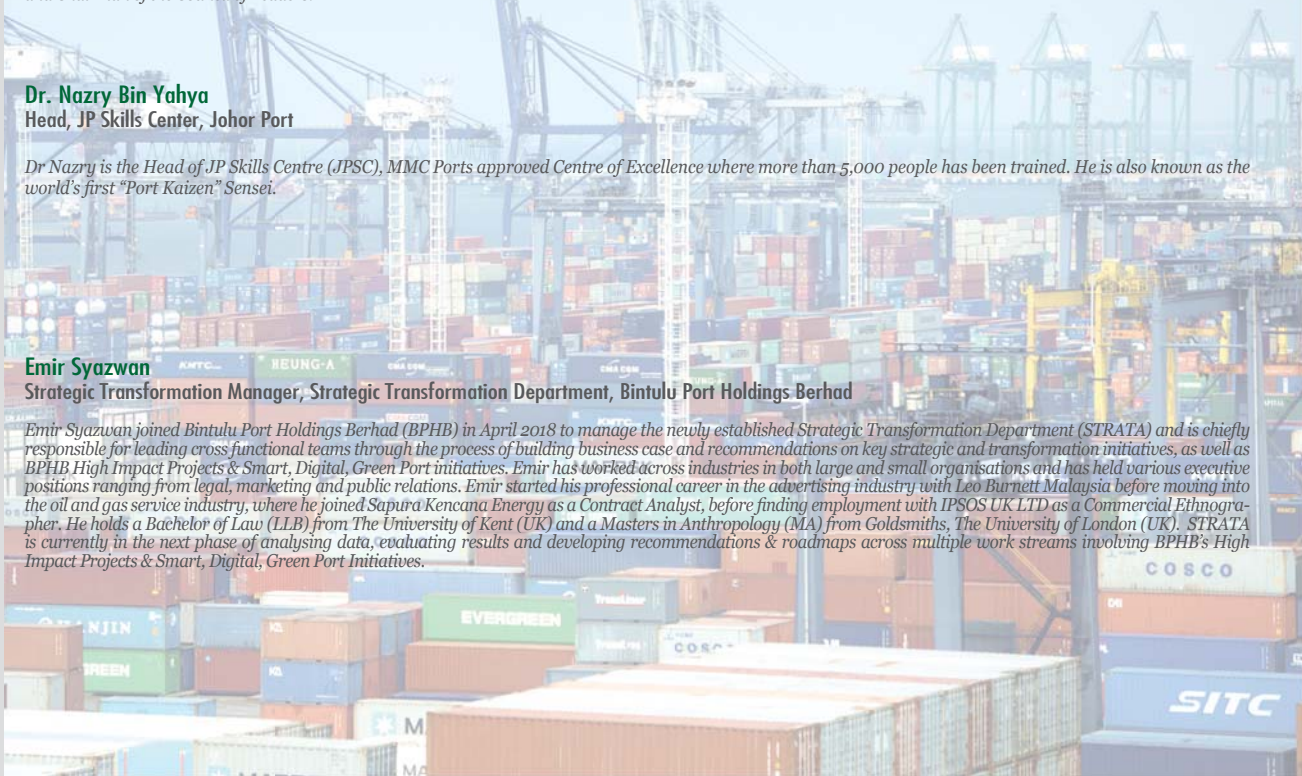 Dr. Nazry Bin Yahya
Head, JP Skills Center, Johor Port
Dr Nazry is the Head of JP Skills Centre (JPSC), MMC Ports approved Centre of Excellence where more than 5,000 people has been trained. He is also known as the
world's first "Port Kaizen" Sensei.
KMTC
HEUNG-A
CMA CGM
CMA CGM
Emir Syazwan
Strategic Transformation Manager, Strategic Transformation Department, Bintulu Port Holdings Berhad
Emir Syazwan joined Bintulu Port Holdings Berhad (BPHB) in April 2018 to manage the newly established Strategic Transformation Department (STRATA) and is chiefly
responsible for leading cross functional teams through the process of building business case and recommendations on key strategic and transformation initiatives, as well as
BPHB High Impact Projects & Smart, Digital, Green Port initiatives. Emir has worked across industries in both large and small organisations and has held various executive
positions ranging from legal, marketing and public relations. Emir started his professional career in the advertising industry with Leo Burnett Malaysia before moving into
the oil and gas service industry, where he joined Sapura Kencana Energy as a Contract Analyst, before finding employment with IPSOS UK LTD as a Commercial Ethnogra-
pher. He holds a Bachelor of Law (LLB) from The University of Kent (UK) and a Masters in Anthropology (MA) from Goldsmiths, The University of London (UK). STRATA
is currently in the next phase of analysing data, evaluating results and developing recommendations & roadmaps across multiple work streams involving BPHB's High
Impact Projects & Smart, Digital, Green Port Initiatives.
COSCO
EVERGREEN
SITC